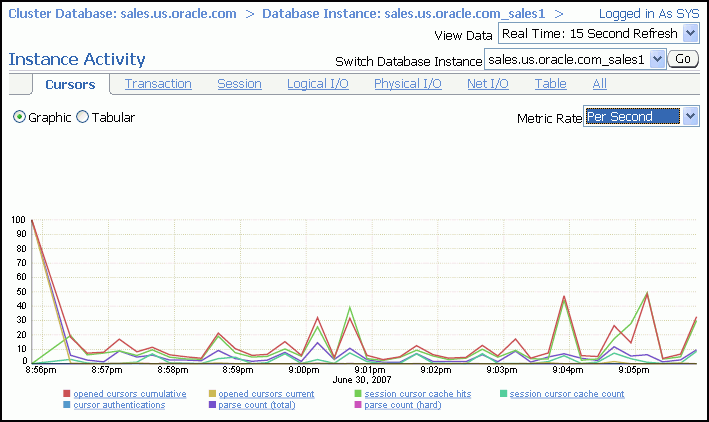 Cluster Database: sales.us.oracle.com > Database Instance: sales.us.oracle.com_sales1 > Logged in As SYS
View Data Real Time: 15 Second Refresh
Instance Activity
Switch Database Instance sales.us.oracle.com_sales1 Go
Cursors Transaction Session Logical I/O Physical I/O Net I/O Table All
Graphic Tabular Metric Rate Per Second
100
90
80
70
60
50
40
30
20
10
0
8:56pm 8:57pm 8:58pm 8:59pm 9:00pm 9:01pm 9:02pm 9:03pm 9:04pm 9:05pm
June 30, 2007
opened cursors cumulative opened cursors current session cursor cache hits session cursor cache count
cursor authentications parse count (total) parse count (hard)